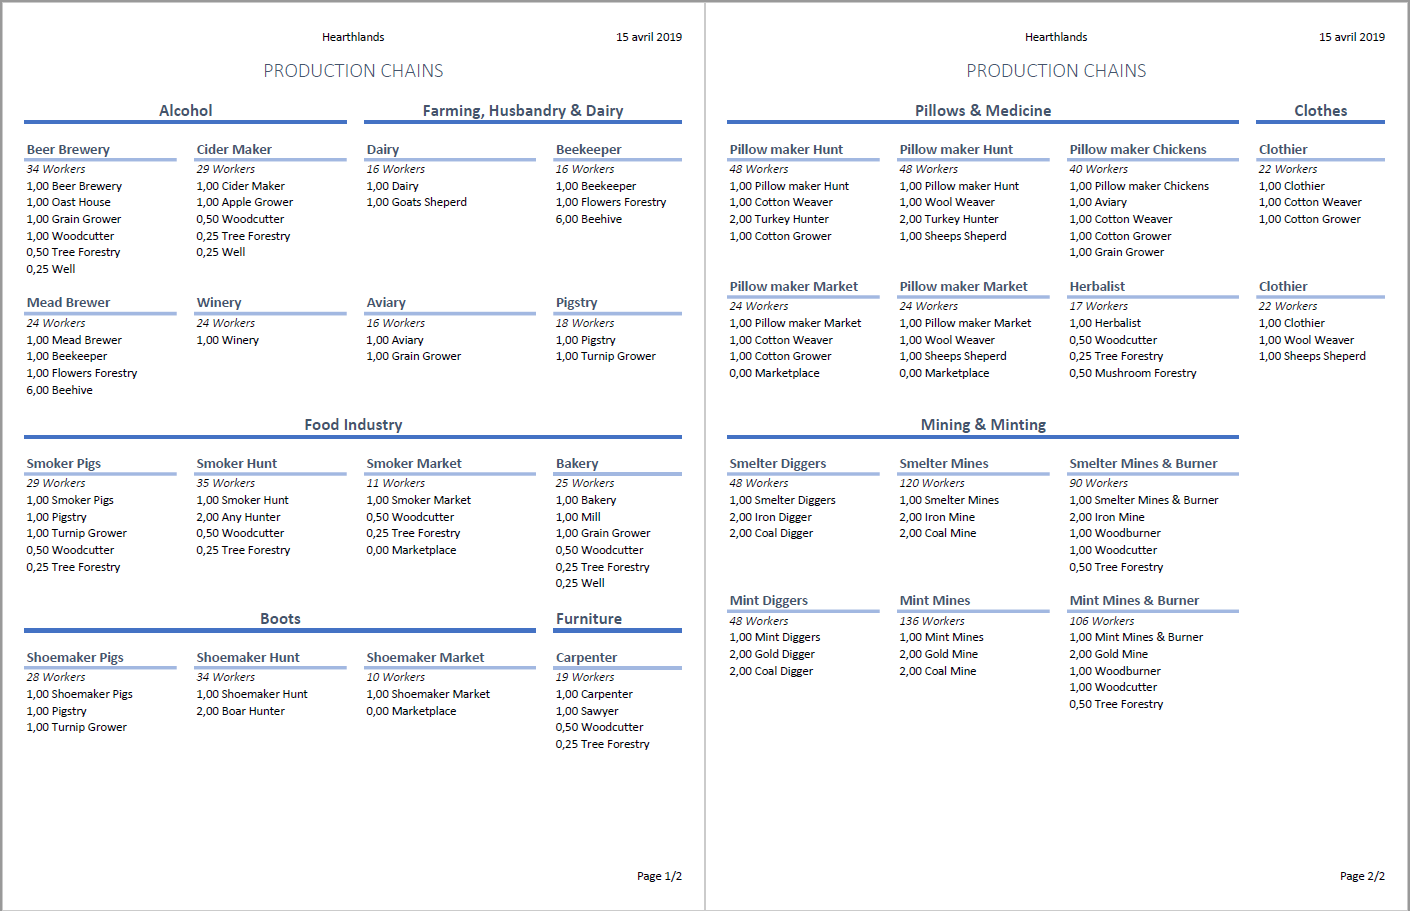 Hearthlands
15 avril 2019
PRODUCTION CHAINS
Alcohol
Beer Brewery
34 Workers
1,00 Beer Brewery
1,00 Oast House
1,00 Grain Grower
1,00 Woodcutter
0,50 Tree Forestry
0,25 Well
Cider Maker
29 Workers
1,00 Cider Maker
1,00 Apple Grower
0,50 Woodcutter
0,25 Tree Forestry
0,25 Well
Mead Brewer
24 Workers
1,00 Mead Brewer
1,00 Beekeeper
1,00 Flowers Forestry
6,00 Beehive
Winery
24 Workers
1,00 Winery
Farming, Husbandry & Dairy
Dairy
16 Workers
1,00 Dairy
1,00 Goats Sheperd
Beekeeper
16 Workers
1,00 Beekeeper
1,00 Flowers Forestry
6,00 Beehive
Aviary
16 Workers
1,00 Aviary
1,00 Grain Grower
Pigstry
18 Workers
1,00 Pigstry
1,00 Turnip Grower
Food Industry
Smoker Pigs
29 Workers
1,00 Smoker Pigs
1,00 Pigstry
1,00 Turnip Grower
0,50 Woodcutter
0,25 Tree Forestry
Smoker Hunt
35 Workers
1,00 Smoker Hunt
2,00 Any Hunter
0,50 Woodcutter
0,25 Tree Forestry
Smoker Market
11 Workers
1,00 Smoker Market
0,50 Woodcutter
0,25 Tree Forestry
0,00 Marketplace
Bakery
25 Workers
1,00 Bakery
1,00 Mill
1,00 Grain Grower
0,50 Woodcutter
0,25 Tree Forestry
0,25 Well
Boots
Shoemaker Pigs
28 Workers
1,00 Shoemaker Pigs
1,00 Pigstry
1,00 Turnip Grower
Shoemaker Hunt
34 Workers
1,00 Shoemaker Hunt
2,00 Boar Hunter
Shoemaker Market
10 Workers
1,00 Shoemaker Market
0,00 Marketplace
Furniture
Carpenter
19 Workers
1,00 Carpenter
1,00 Sawyer
0,50 Woodcutter
0,25 Tree Forestry
Page 1/2
Hearthlands
15 avril 2019
PRODUCTION CHAINS
Pillows & Medicine
Pillow maker Hunt
48 Workers
1,00 Pillow maker Hunt
1,00 Cotton Weaver
2,00 Turkey Hunter
1,00 Cotton Grower
Pillow maker Hunt
48 Workers
1,00 Pillow maker Hunt
1,00 Wool Weaver
2,00 Turkey Hunter
1,00 Sheeps Sheperd
Pillow maker Chickens
40 Workers
1,00 Pillow maker Chickens
1,00 Aviary
1,00 Cotton Weaver
1,00 Cotton Grower
1,00 Grain Grower
Pillow maker Market
24 Workers
1,00 Pillow maker Market
1,00 Cotton Weaver
1,00 Cotton Grower
0,00 Marketplace
Pillow maker Market
24 Workers
1,00 Pillow maker Market
1,00 Wool Weaver
1,00 Sheeps Sheperd
0,00 Marketplace
Herbalist
17 Workers
1,00 Herbalist
0,50 Woodcutter
0,25 Tree Forestry
0,50 Mushroom Forestry
Clothes
Clothier
22 Workers
1,00 Clothier
1,00 Cotton Weaver
1,00 Cotton Grower
Clothier
22 Workers
1,00 Clothier
1,00 Wool Weaver
1,00 Sheeps Sheperd
Mining & Minting
Smelter Diggers
48 Workers
1,00 Smelter Diggers
2,00 Iron Digger
2,00 Coal Digger
Smelter Mines
120 Workers
1,00 Smelter Mines
2,00 Iron Mine
2,00 Coal Mine
Smelter Mines & Burner
90 Workers
1,00 Smelter Mines & Burner
2,00 Iron Mine
1,00 Woodburner
1,00 Woodcutter
0,50 Tree Forestry
Mint Diggers
48 Workers
1,00 Mint Diggers
2,00 Gold Digger
2,00 Coal Digger
Mint Mines
136 Workers
1,00 Mint Mines
2,00 Gold Mine
2,00 Coal Mine
Mint Mines & Burner
106 Workers
1,00 Mint Mines & Burner
2,00 Gold Mine
1,00 Woodburner
1,00 Woodcutter
0,50 Tree Forestry
Page 2/2